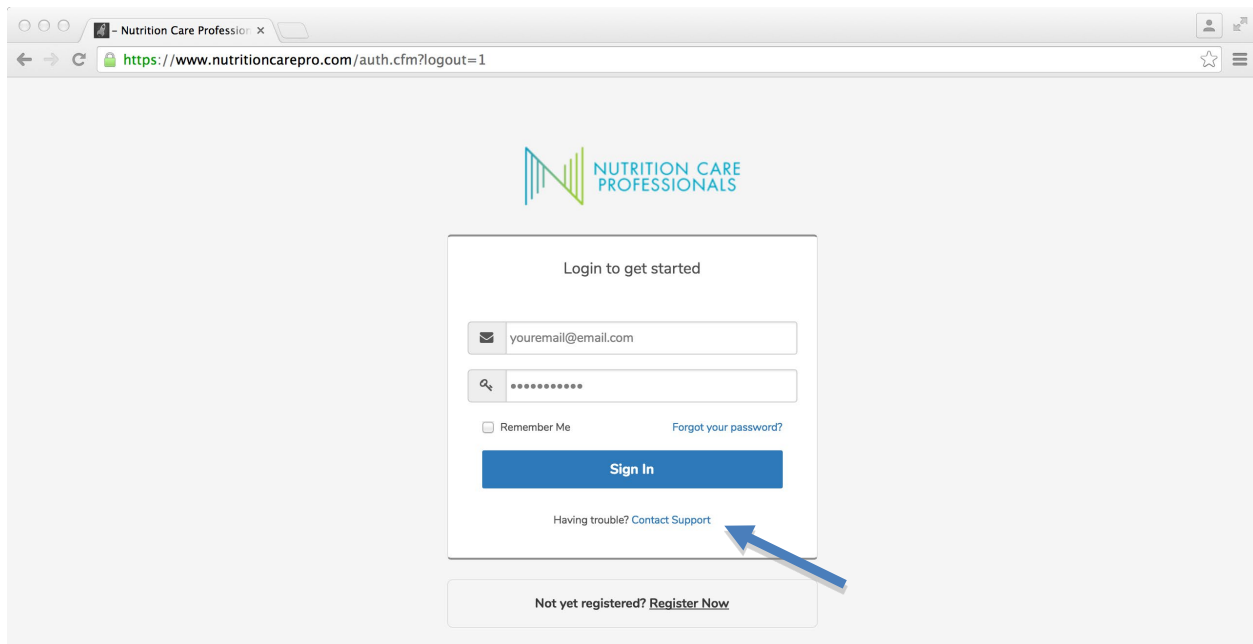 – Nutrition Care Profession
https://www.nutritioncarepro.com/auth.cfm?logout=1
NUTRITION CARE
PROFESSIONALS
Login to get started
youremail@email.com
Remember Me Forgot your password?
Sign In
Having trouble? Contact Support
Not yet registered? Register Now